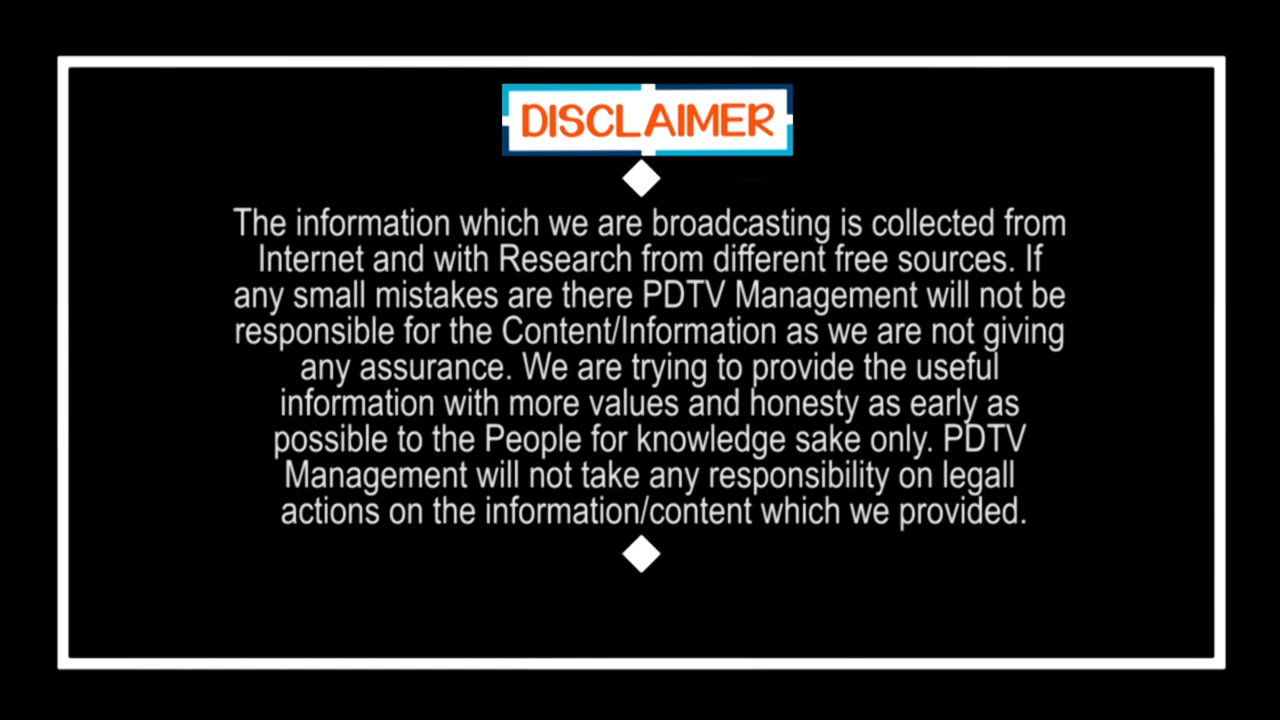 DISCLAIMER
The information which we are broadcasting is collected from
Internet and with Research from different free sources. If
any small mistakes are there PDTV Management will not be
responsible for the Content/Information as we are not giving
any assurance. We are trying to provide the useful
information with more values and honesty as early as
possible to the People for knowledge sake only. PDTV
Management will not take any responsibility on legall
actions on the information/content which we provided.